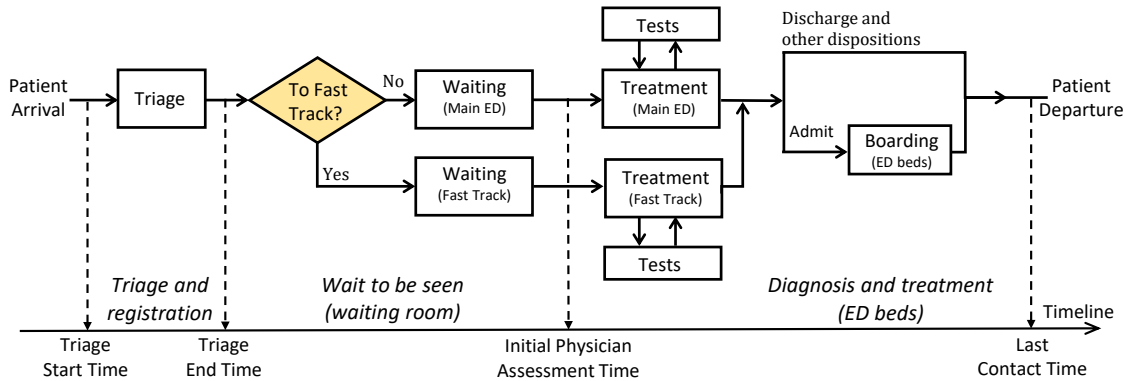 Tests
Discharge and
other dispositions
Patient
Arrival
Triage
To Fast
Track?
No
Waiting
(Main ED)
Treatment
(Main ED)
Patient
Departure
Admit
Boarding
(ED beds)
Yes
Waiting
(Fast Track)
Treatment
(Fast Track)
Tests
Triage and
registration
Wait to be seen
(waiting room)
Diagnosis and treatment
(ED beds)
Timeline
Triage
Start Time
Triage
End Time
Initial Physician
Assessment Time
Last
Contact Time